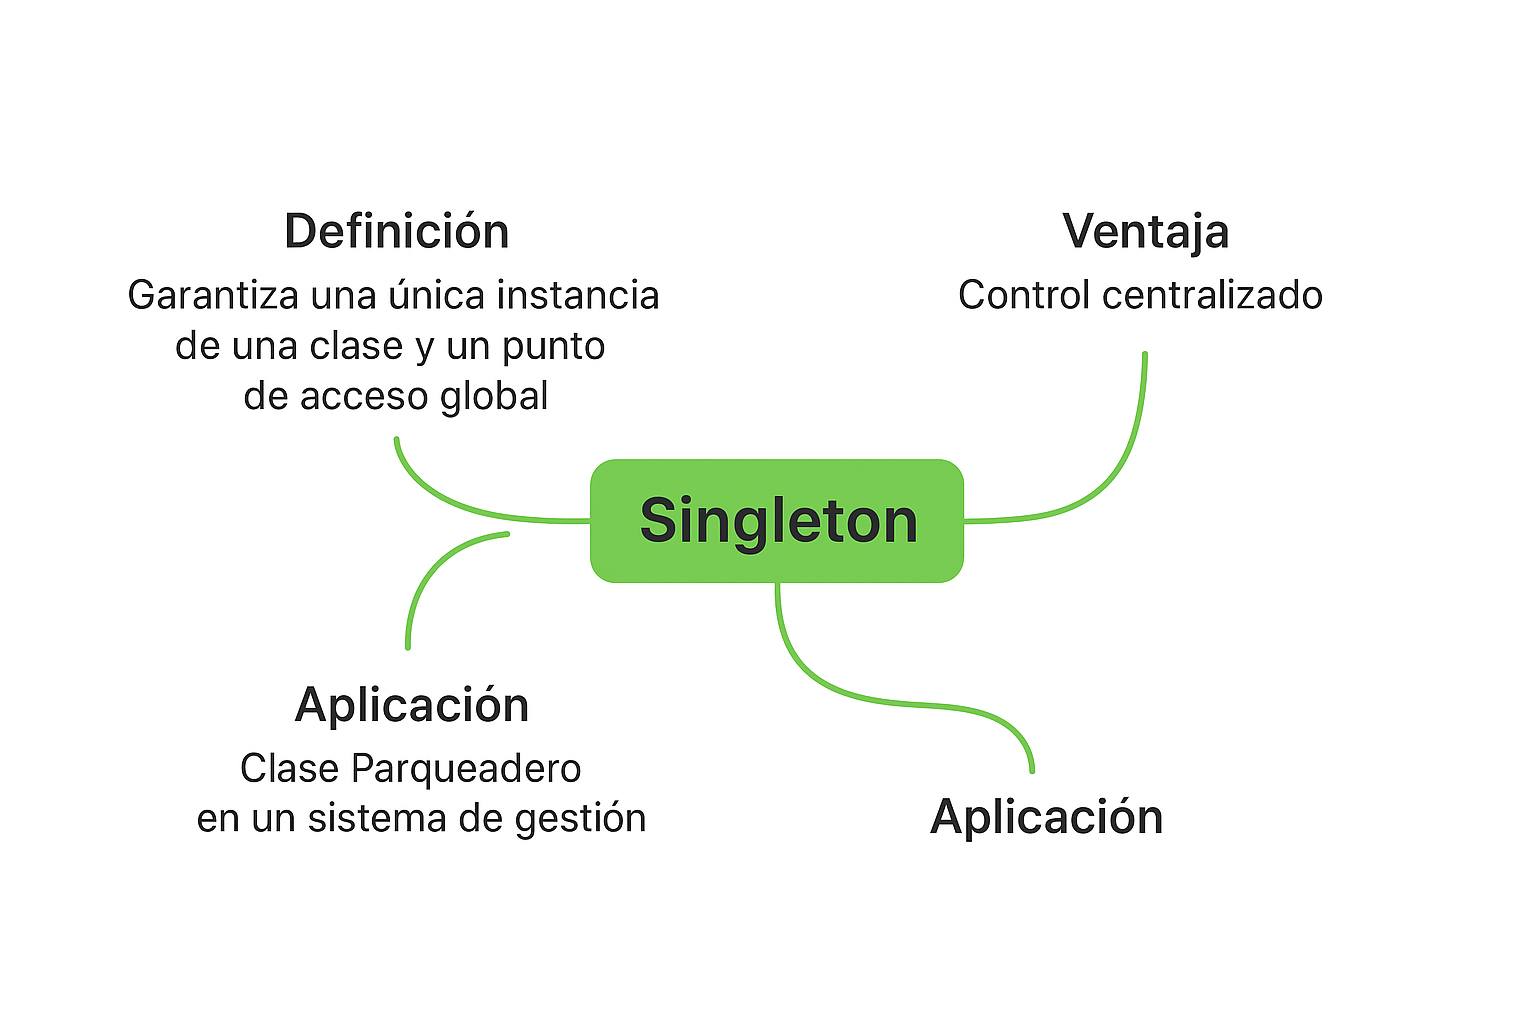 Definición
Garantiza una única instancia
de una clase y un punto
de acceso global
Ventaja
Control centralizado
Singleton
Aplicación
Clase Parqueadero
en un sistema de gestión
Aplicación